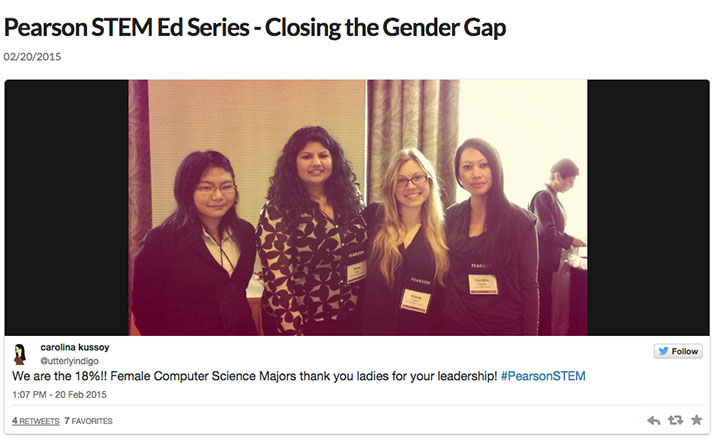 Pearson STEM Ed Series - Closing the Gender Gap
02/20/2015
PEARSON
PEARSON
carolina kussoy
@utterlyindigo
Follow
We are the 18%!! Female Computer Science Majors thank you ladies for your leadership! #PearsonSTEM
1:07 PM - 20 Feb 2015
4 RETWEETS 7 FAVORITES